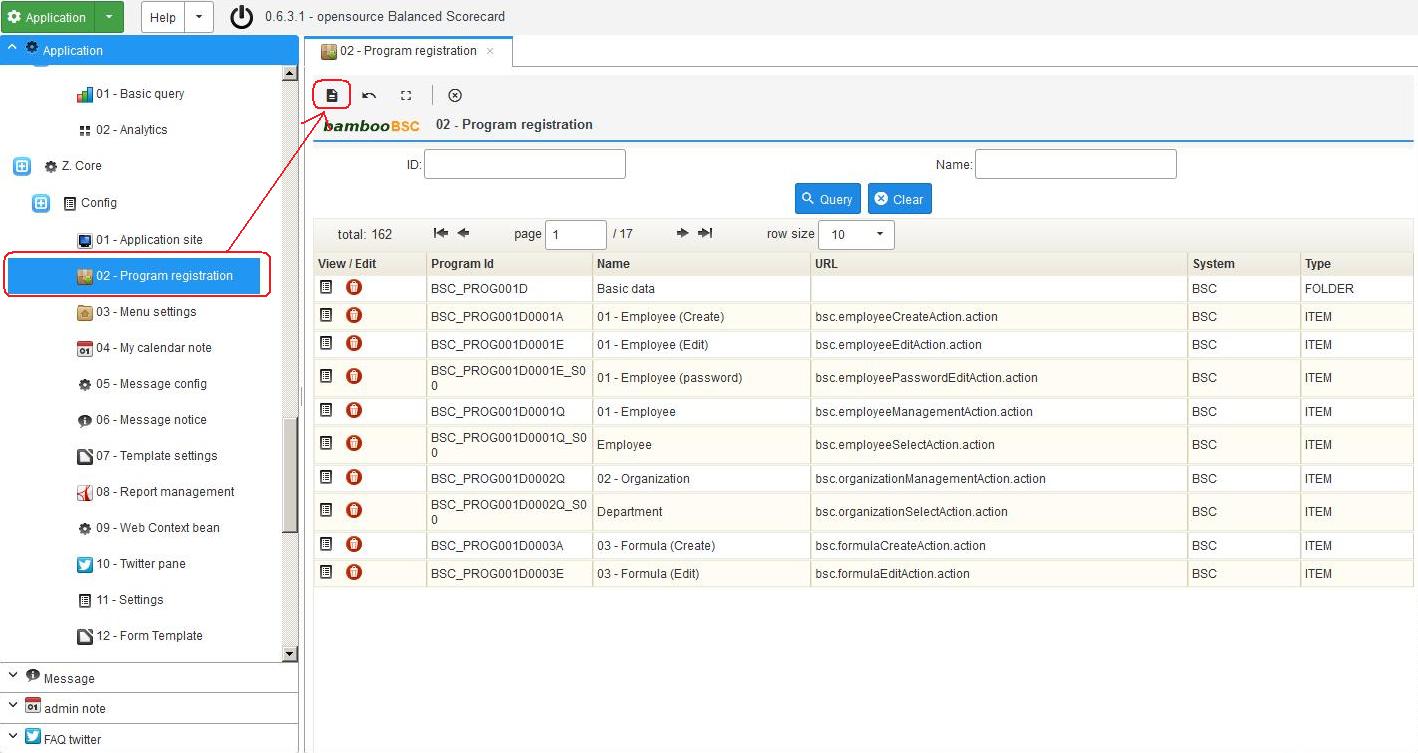 Application
Help
0.6.3.1 - opensource Balanced Scorecard
Application
01 - Basic query
02 - Analytics
Z. Core
Config
01 - Application site
02 - Program registration
03 - Menu settings
01
04 - My calendar note
05 - Message config
06 - Message notice
07 - Template settings
08 - Report management
09 - Web Context bean
10 - Twitter pane
11 - Settings
12 - Form Template
Message
01
admin note
FAQ twitter
02 - Program registration
bambooBSC 02 - Program registration
ID:
Name:
Query
Clear
total: 162
page 1 / 17
row size 10
View / Edit Program Id Name URL System Type
BSC_PROG001D Basic data BSC FOLDER
BSC_PROG001D0001A 01 - Employee (Create) bsc.employeeCreateAction.action BSC ITEM
BSC_PROG001D0001E 01 - Employee (Edit) bsc.employeeEditAction.action BSC ITEM
BSC_PROG001D0001E_S0
0
01 - Employee (password) bsc.employeePasswordEditAction.action BSC ITEM
BSC_PROG001D0001Q 01 - Employee bsc.employeeManagementAction.action BSC ITEM
BSC_PROG001D0001Q_S0
0
Employee bsc.employeeSelectAction.action BSC ITEM
BSC_PROG001D0002Q 02 - Organization bsc.organizationManagementAction.action BSC ITEM
BSC_PROG001D0002Q_S0
0
Department bsc.organizationSelectAction.action BSC ITEM
BSC_PROG001D0003A 03 - Formula (Create) bsc.formulaCreateAction.action BSC ITEM
BSC_PROG001D0003E 03 - Formula (Edit) bsc.formulaEditAction.action BSC ITEM